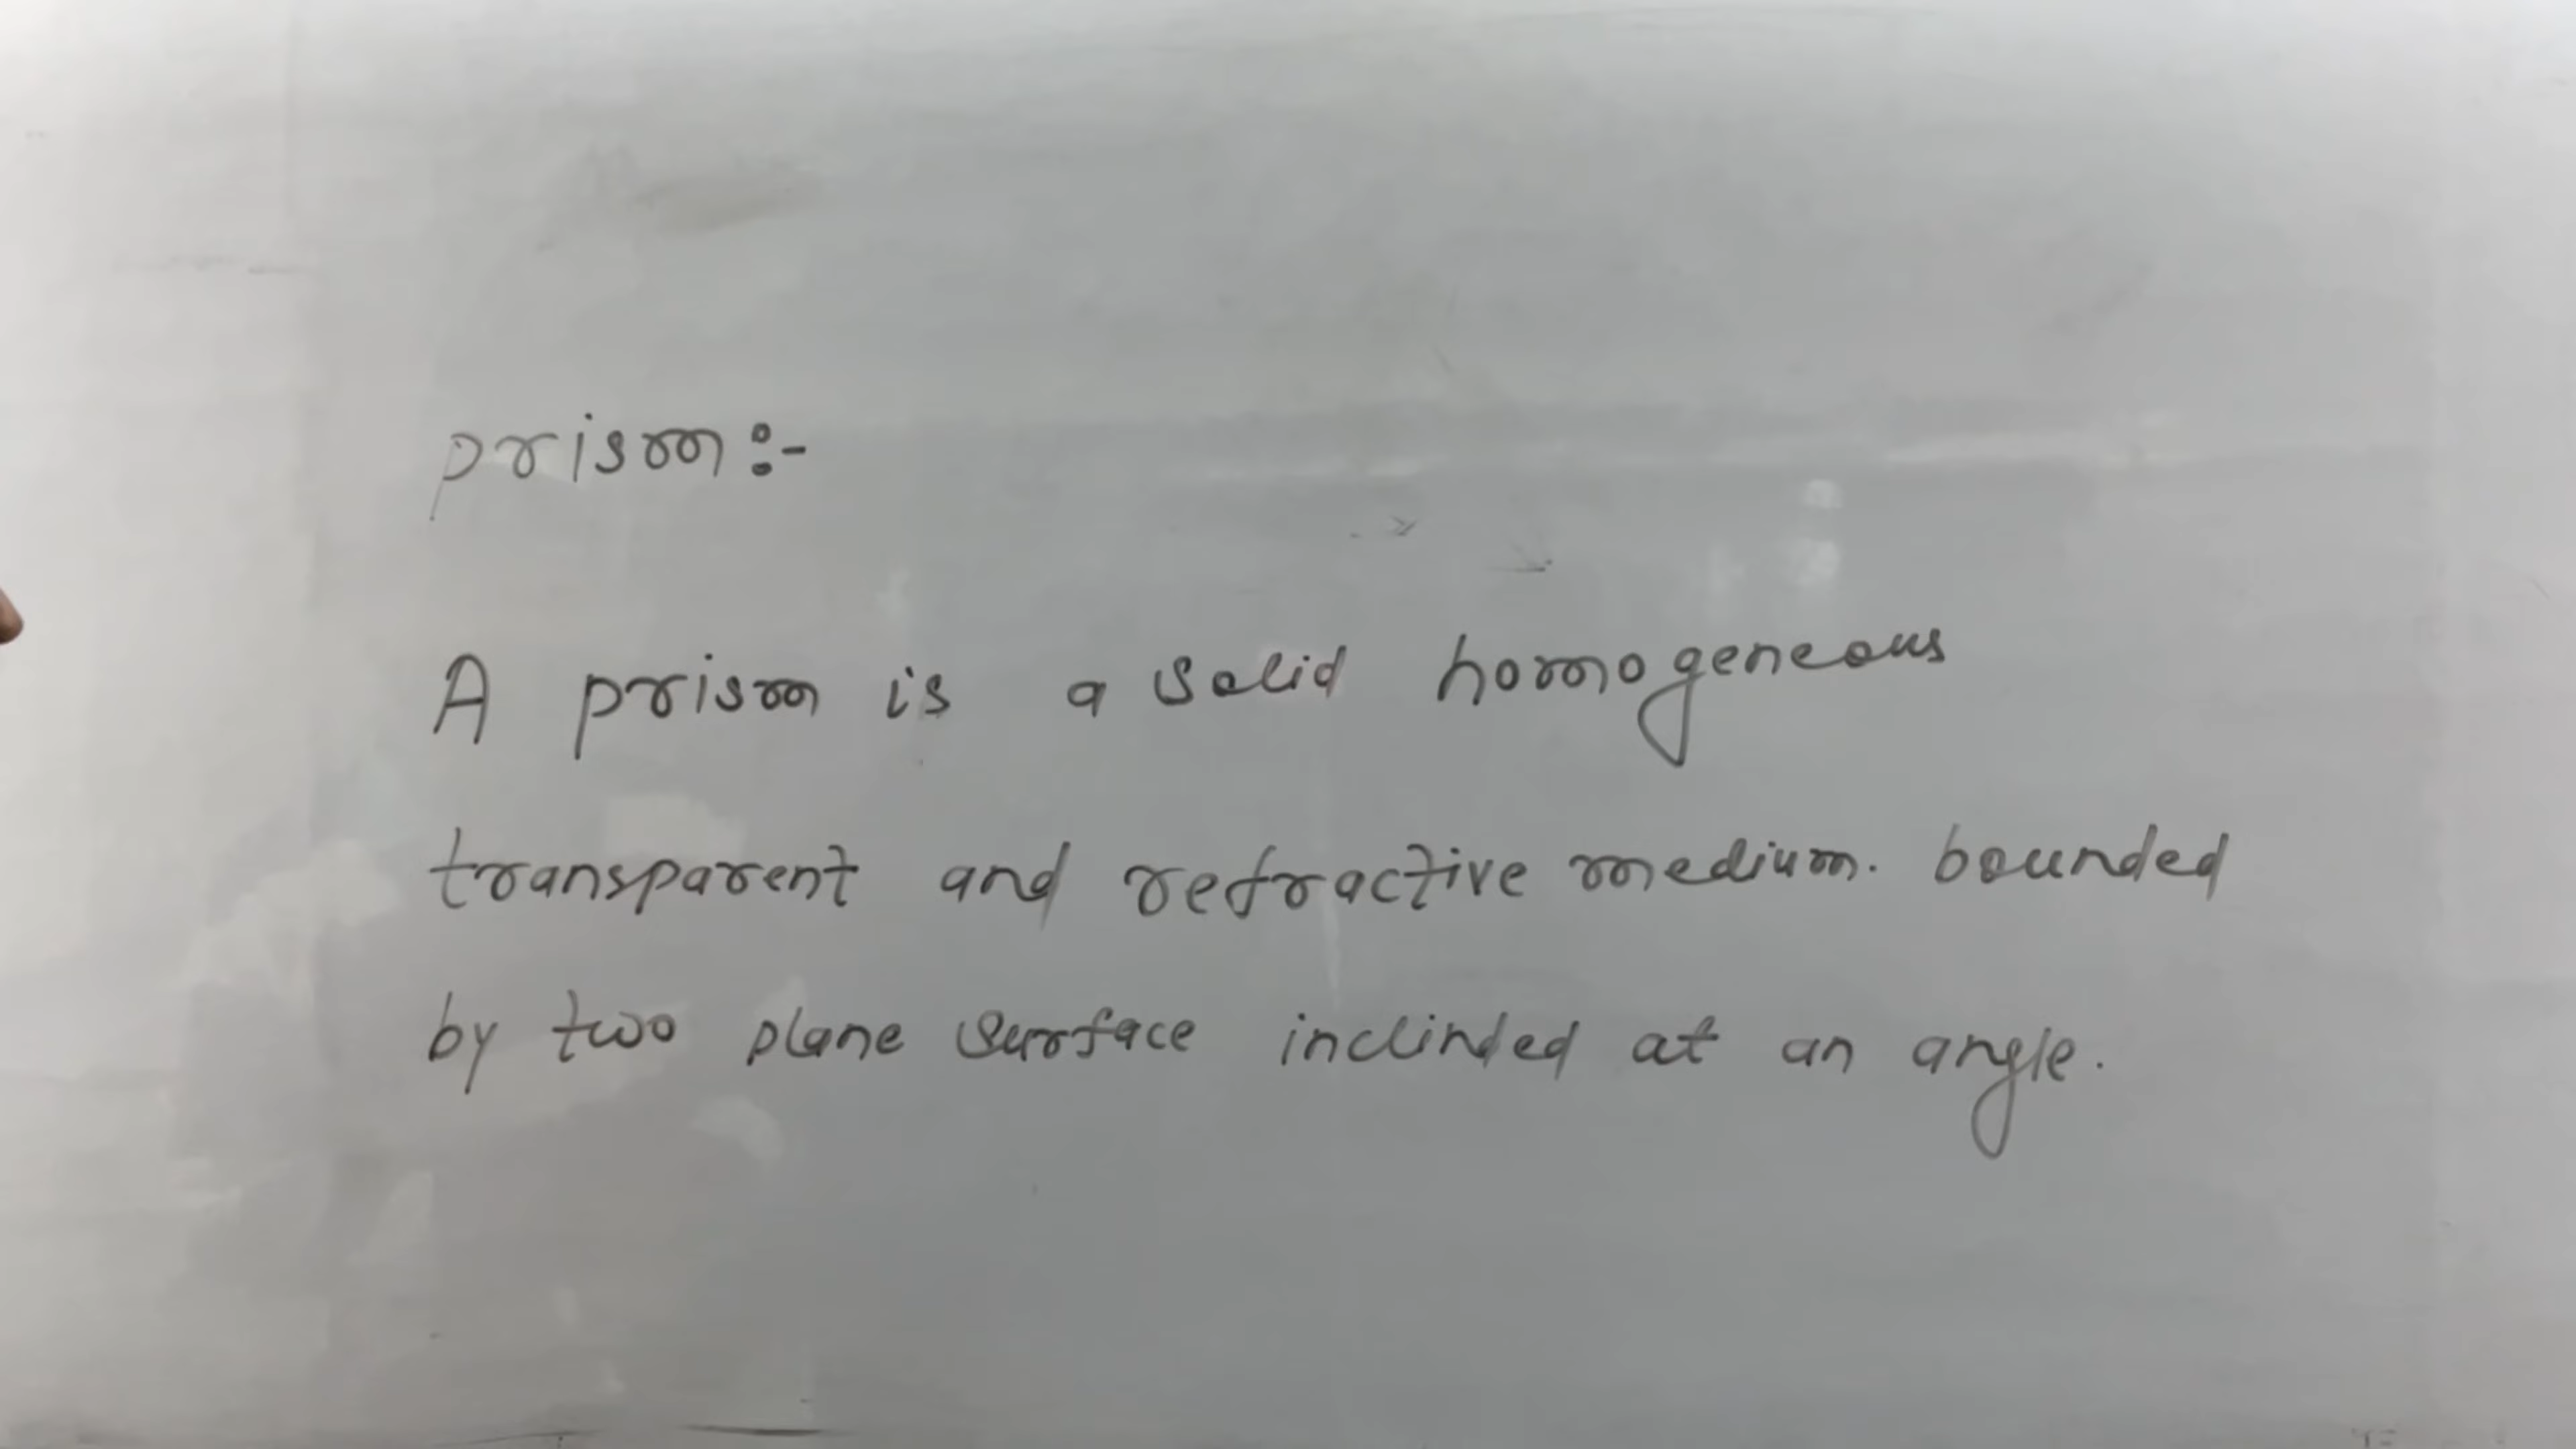 prism:-
A prism is a solid homogeneous
transparent and refractive medium. bounded
by two plane surface inclinded at an angle.